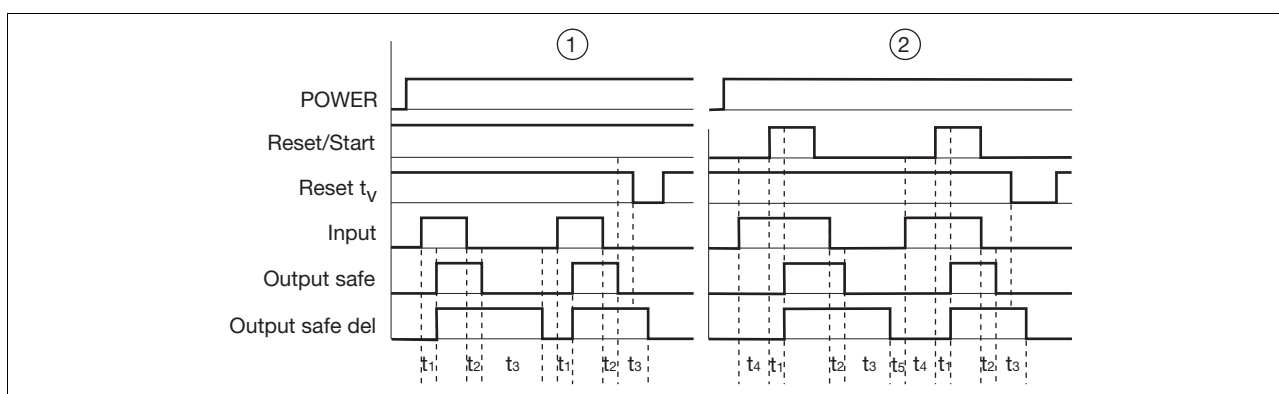 ① ②
POWER
Reset/Start
Reset tV
Input
Output safe
Output safe del
t1 t2 t3 t1 t2 t3 t4 t1 t2 t3 t5 t4 t1 t2 t3